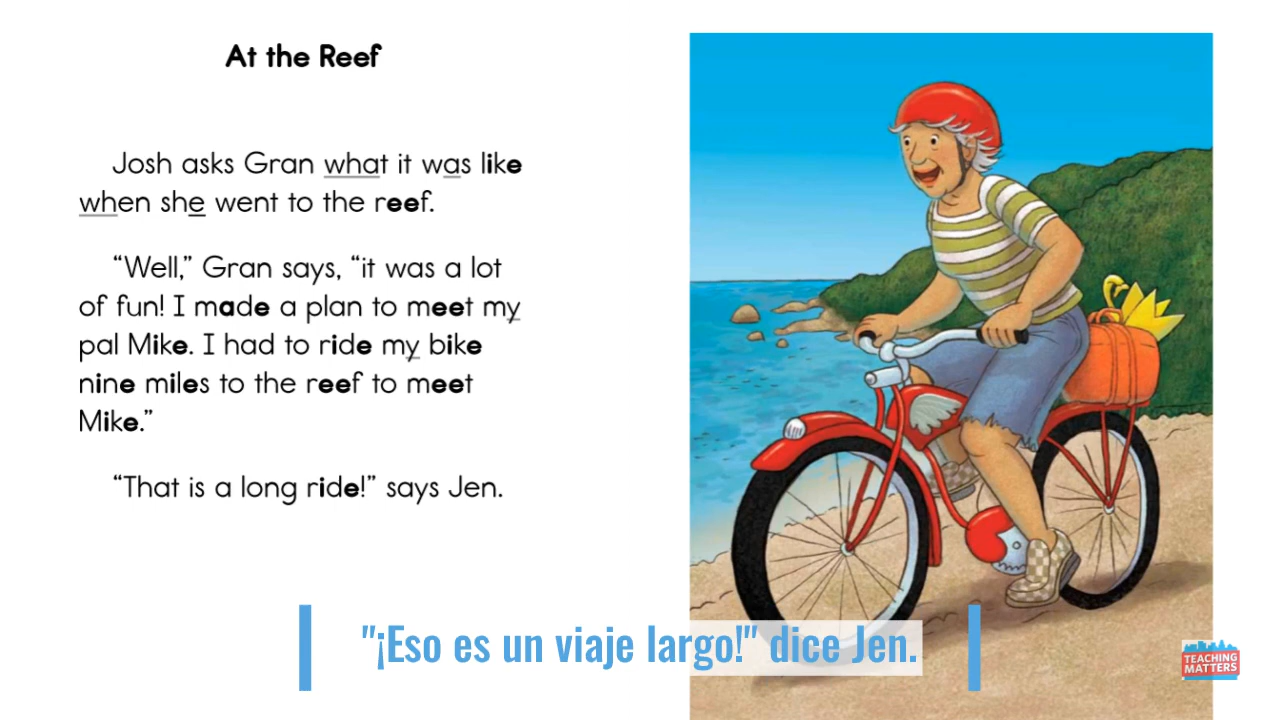 At the Reef
Josh asks Gran what it was like
when she went to the reef.
“Well,” Gran says, “it was a lot
of fun! I made a plan to meet my
pal Mike. I had to ride my bike
nine miles to the reef to meet
Mike.”
“That is a long ride!” says Jen.
"¡Eso es un viaje largo!" dice Jen.
TEACHING
MATTERS